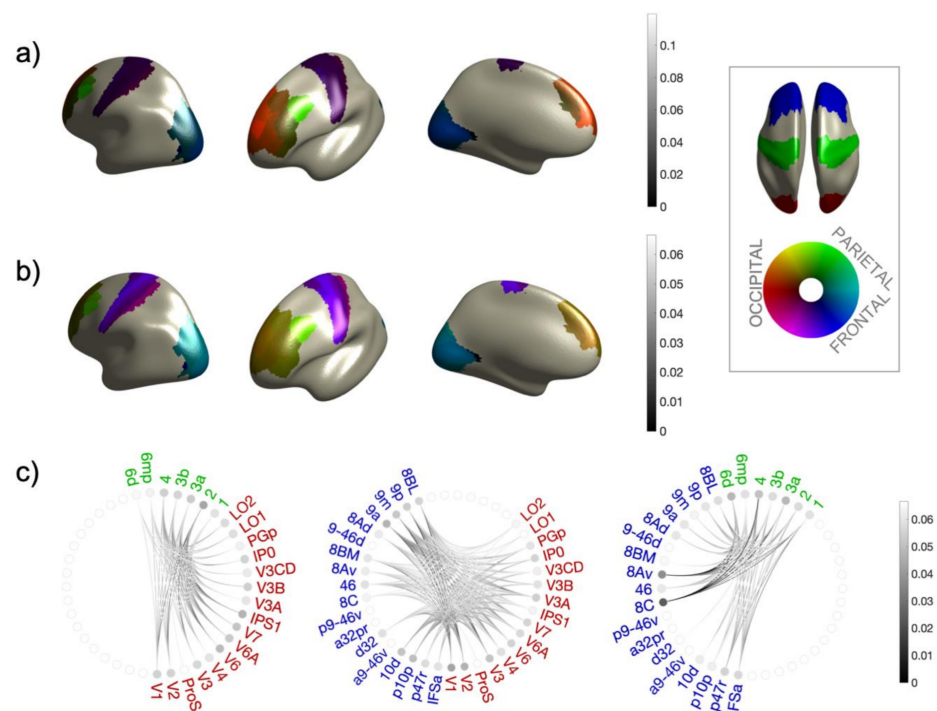 a)
0.1
0.08
0.06
0.04
0.02
0
OCCIPITAL
PARIETAL
FRONTAL
b)
0.06
0.05
0.04
0.03
0.02
0.01
0
c)
p6
6md
4
3b
3a
2
1
LO2
LO1
PGp
IP0
V3CD
V3B
V3A
IPS1
V7
V6A
V6
V4
V3
ProS
V2
V1
8BL
9p
9m
9a
8Ad
9-46d
8BM
8Av
46
8C
p9-46v
a32pr
d32
a9-46v
10d
p10p
p47r
IFSa
LO2
LO1
PGp
IP0
V3CD
V3B
V3A
IPS1
V7
V6A
V6
V4
V3
ProS
V2
V1
8BL
9p
9m
9a
8Ad
9-46d
8BM
8Av
46
8C
p9-46v
a32pr
d32
a9-46v
10d
p10p
p47r
IFSa
4
3b
3a
2
1
0.06
0.05
0.04
0.03
0.02
0.01
0